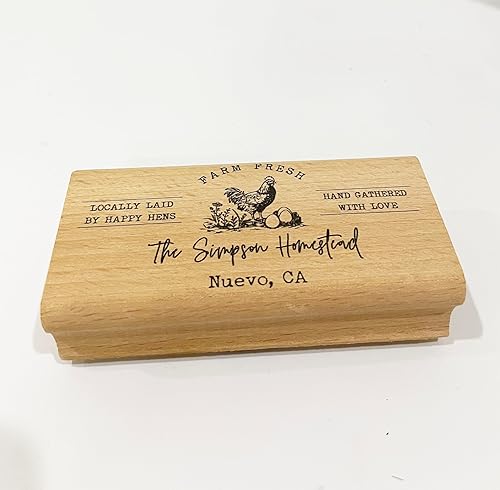 FARM FRESH
LOCALLY LAID
BY HAPPY HENS
HAND GATHERED
WITH LOVE
The Simpson Homestead
Nuevo, CA